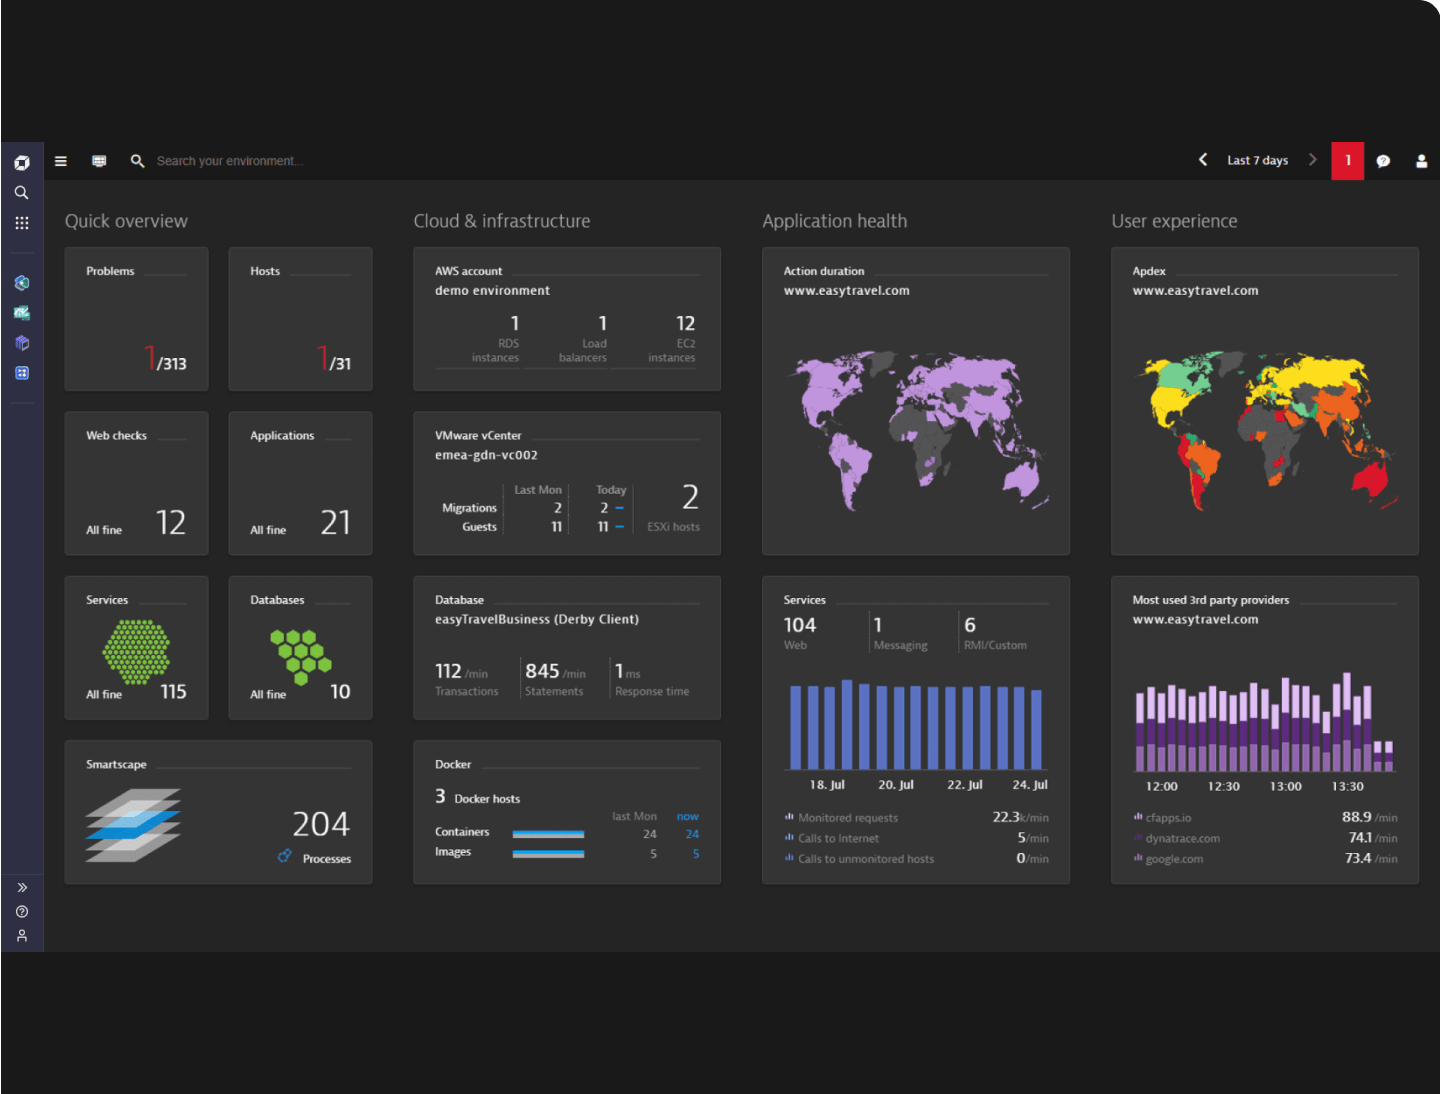 Search your environment...
Last 7 days
1
Quick overview
Problems
1/313
Hosts
1/31
Web checks
All fine 12
Applications
All fine 21
Services
All fine 115
Databases
All fine 10
Smartscape
204
Processes
Cloud & infrastructure
AWS account
demo environment
1 1 12
RDS Load EC2
instances balancers instances
VMware vCenter
emea-gdn-vc002
Last Mon Today
Migrations 2 2
Guests 11 11
2
ESXi hosts
Database
easyTravelBusiness (Derby Client)
112 /min 845 /min 1 ms
Transactions Statements Response time
Docker
3 Docker hosts
last Mon now
Containers 24 24
Images 5 5
Application health
Action duration
www.easytravel.com
Services
104 1 6
Web Messaging RMI/Custom
18. Jul 20. Jul 22. Jul 24. Jul
Monitored requests 22.3k/min
Calls to Internet 5/min
Calls to unmonitored hosts 0/min
User experience
Apdex
www.easytravel.com
Most used 3rd party providers
www.easytravel.com
12:00 12:30 13:00 13:30
cfapps.io 88.9 /min
dynatrace.com 74.1 /min
google.com 73.4 /min